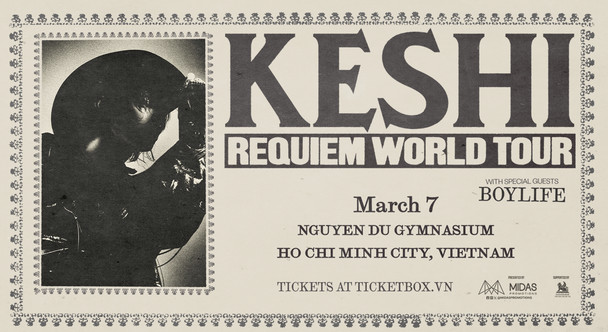 KESHI
REQUIEM WORLD TOUR
WITH SPECIAL GUESTS
BOYLIFE
March 7
NGUYEN DU GYMNASIUM
HO CHI MINH CITY, VIETNAM
TICKETS AT TICKETBOX.VN
MIDAS
PROMOTIONS